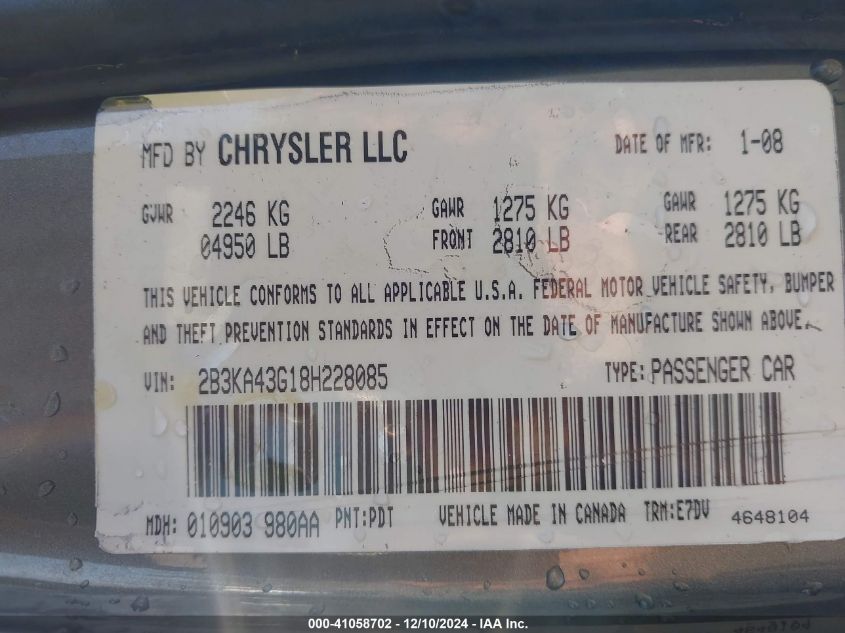 MFD BY CHRYSLER LLC DATE OF MFR: 1-08
GVWR 2246 KG GAWR 1275 KG GAWR 1275 KG
04950 LB FRONT 2810 LB REAR 2810 LB
THIS VEHICLE CONFORMS TO ALL APPLICABLE U.S.A. FEDERAL MOTOR VEHICLE SAFETY, BUMPER
AND THEFT PREVENTION STANDARDS IN EFFECT ON THE DATE OF MANUFACTURE SHOWN ABOVE.
VIN: 2B3KA43G18H228085 TYPE: PASSENGER CAR
MDH: 010903 980AA PNT:PDT VEHICLE MADE IN CANADA TRM:E7DV 4648104
000-41058702 - 12/10/2024 - IAA Inc.